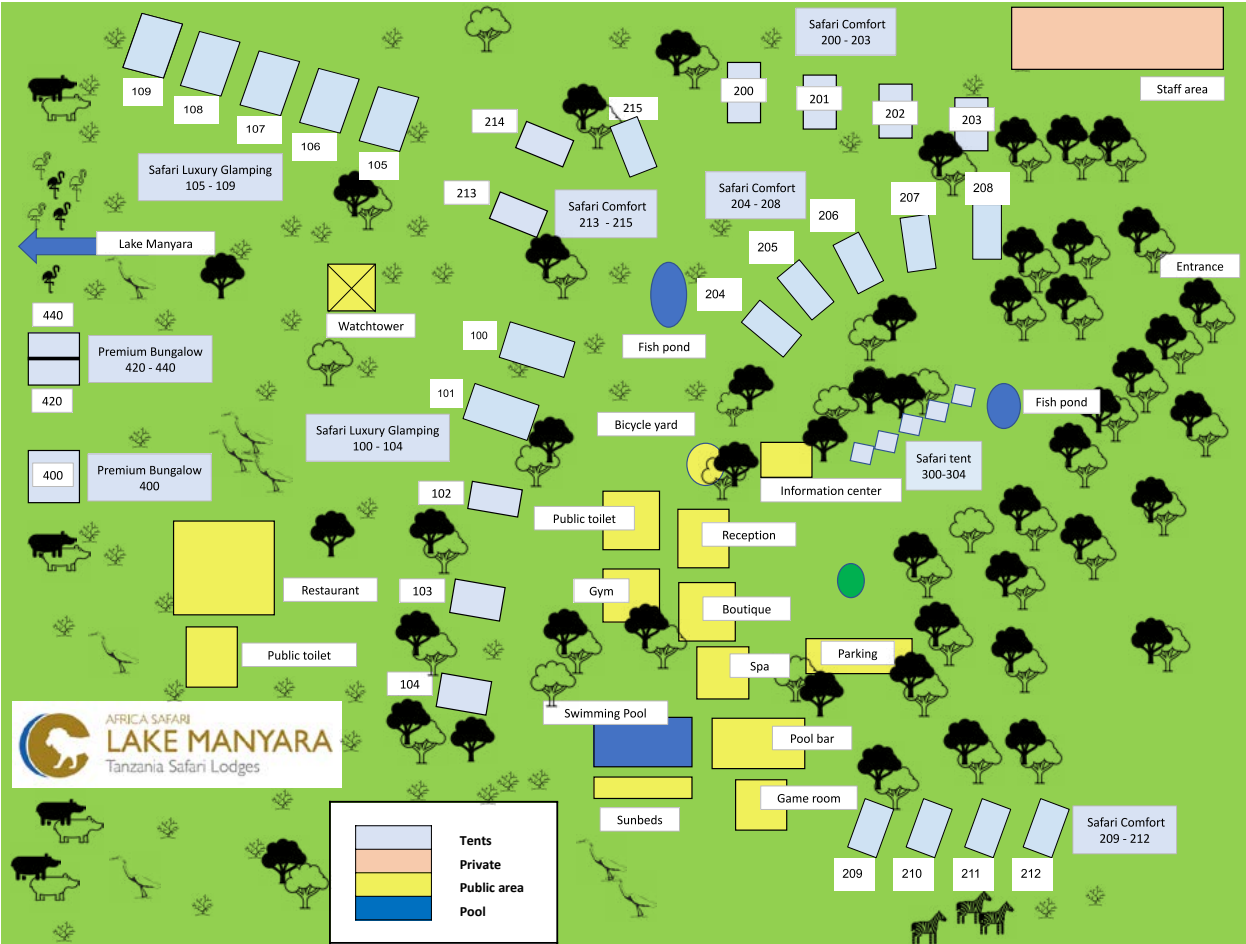 Safari Comfort
200 - 203
Staff area
109
108
107
106
105
200
201
202
203
214
215
213
Safari Luxury Glamping
105 - 109
Safari Comfort
213  - 215
Safari Comfort
204 - 208
208
207
206
205
204
Lake Manyara
Entrance
Watchtower
Fish pond
440
Premium Bungalow
420 - 440
420
100
101
Safari Luxury Glamping
100 - 104
Bicycle yard
Fish pond
Safari tent
300-304
Information center
400
Premium Bungalow
400
102
Public toilet
Reception
Restaurant
103
Gym
Boutique
Public toilet
Spa
Parking
104
Swimming Pool
Pool bar
AFRICA SAFARI
LAKE MANYARA
Tanzania Safari Lodges
Game room
Sunbeds
Safari Comfort
209 - 212
209
210
211
212
Tents
Private
Public area
Pool